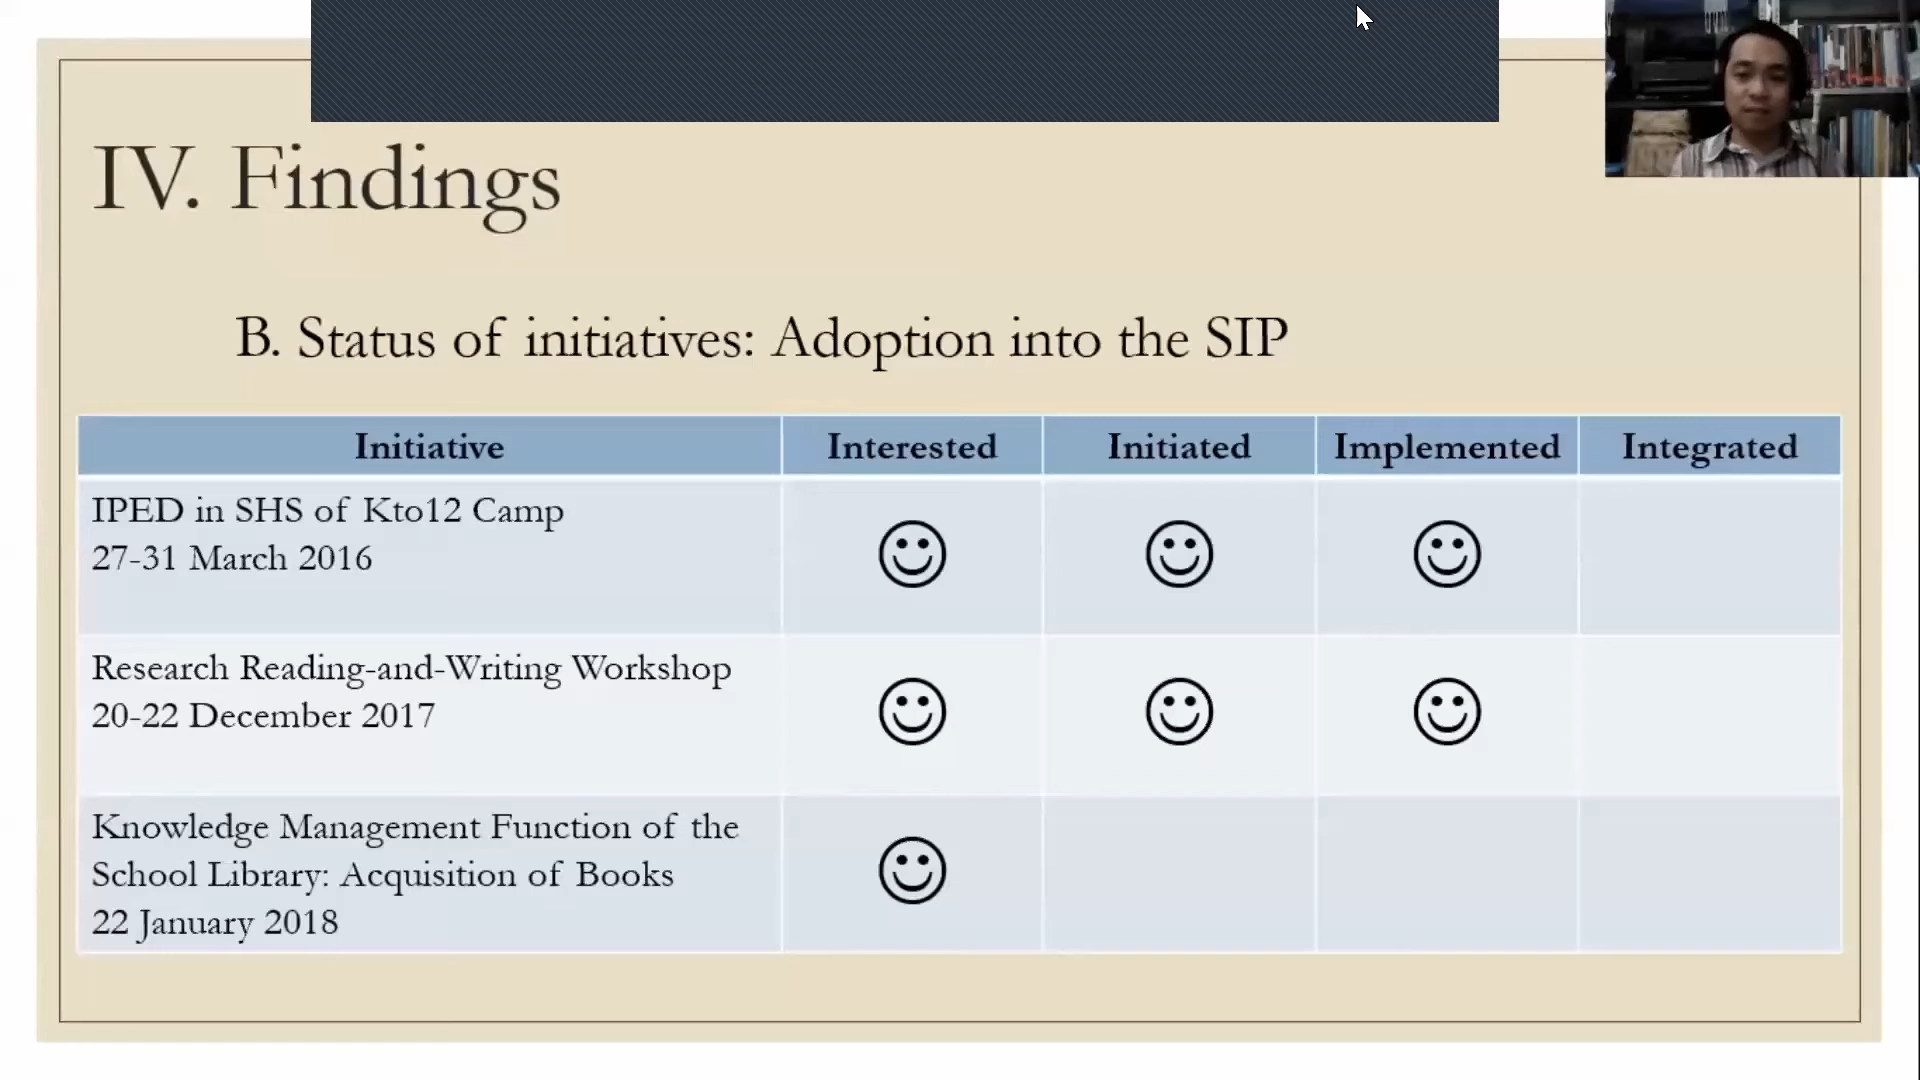 IV. Findings
B. Status of initiatives: Adoption into the SIP
Initiative Interested Initiated Implemented Integrated
IPED in SHS of Kto12 Camp
27-31 March 2016
Research Reading-and-Writing Workshop
20-22 December 2017
Knowledge Management Function of the
School Library: Acquisition of Books
22 January 2018